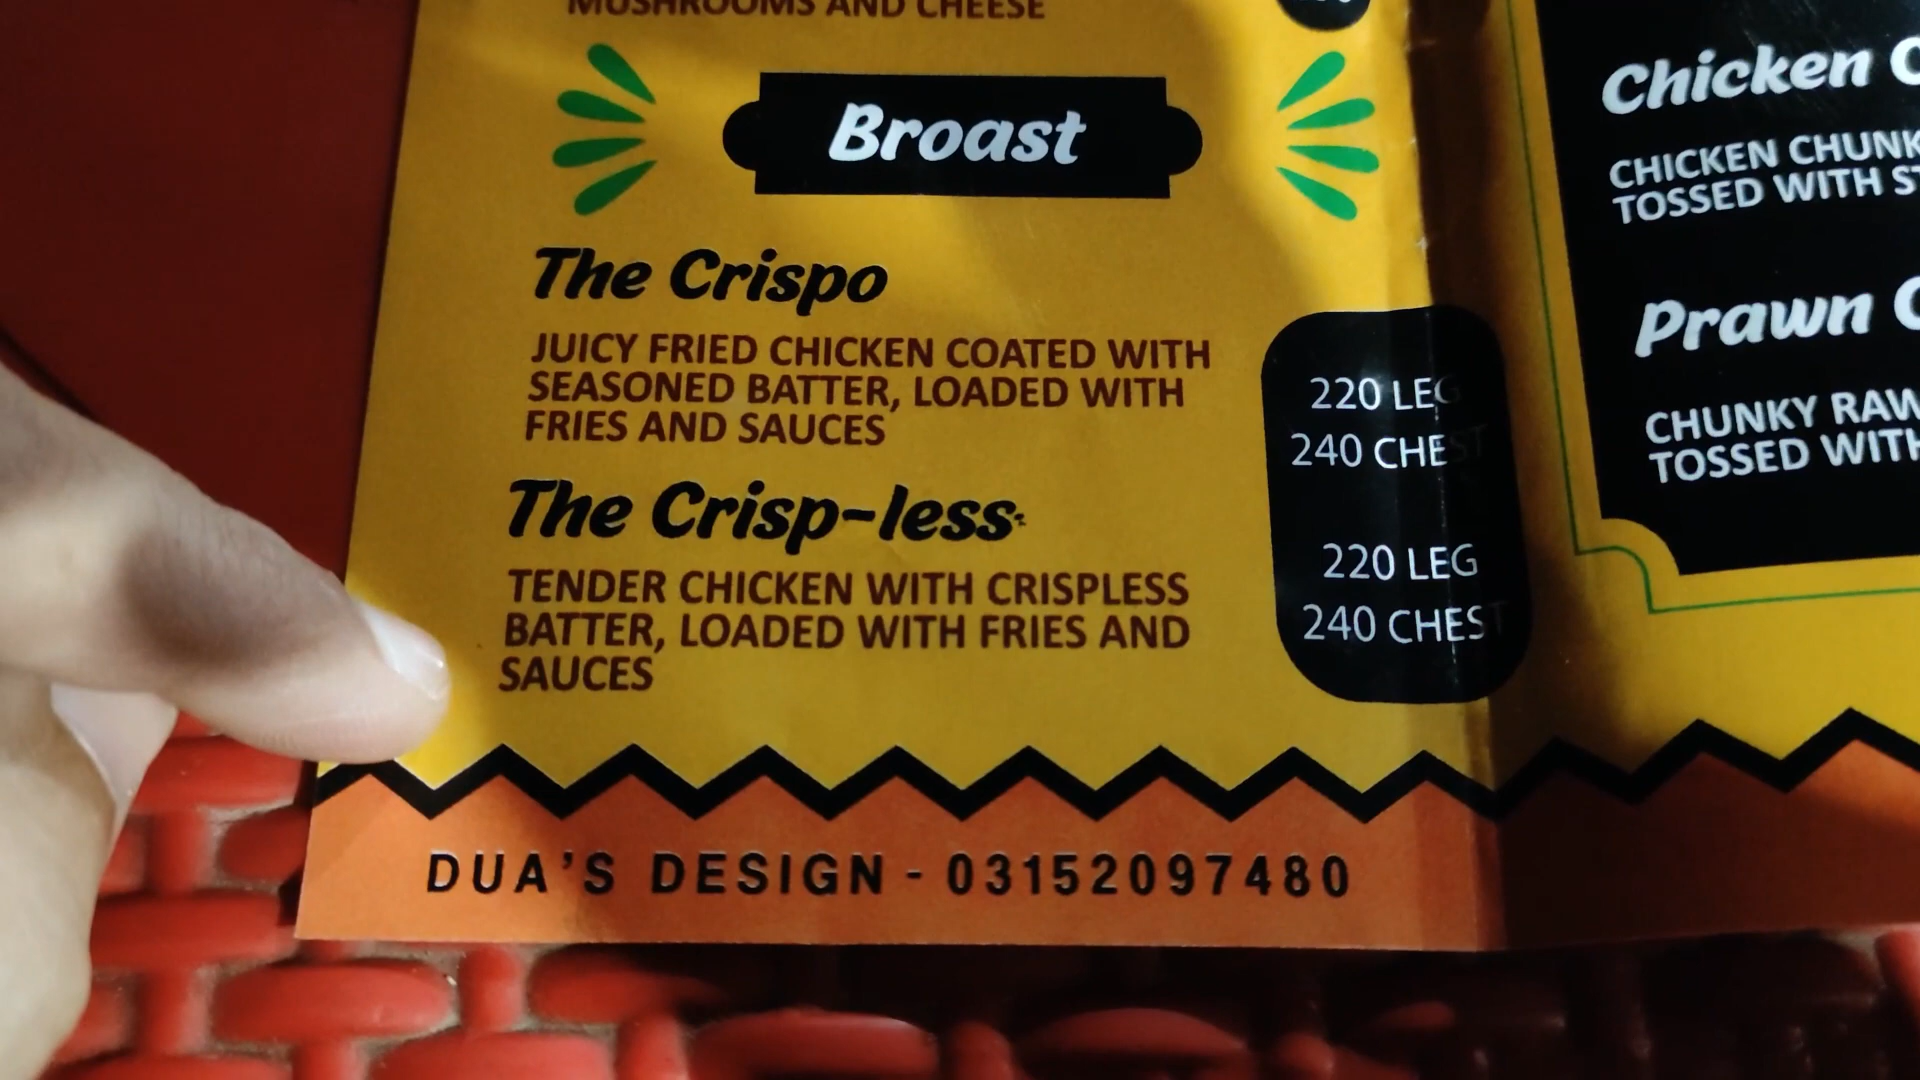 MUSHROOMS AND CHEESE
Broast
The Crispo
JUICY FRIED CHICKEN COATED WITH
SEASONED BATTER, LOADED WITH
FRIES AND SAUCES
220 LEG
240 CHEST
The Crisp-less
TENDER CHICKEN WITH CRISPLESS
BATTER, LOADED WITH FRIES AND
SAUCES
220 LEG
240 CHEST
DUA'S DESIGN - 03152097480
Chicken
CHICKEN
TOSSED WITH
Prawn
CHUNKY
TOSSED WITH